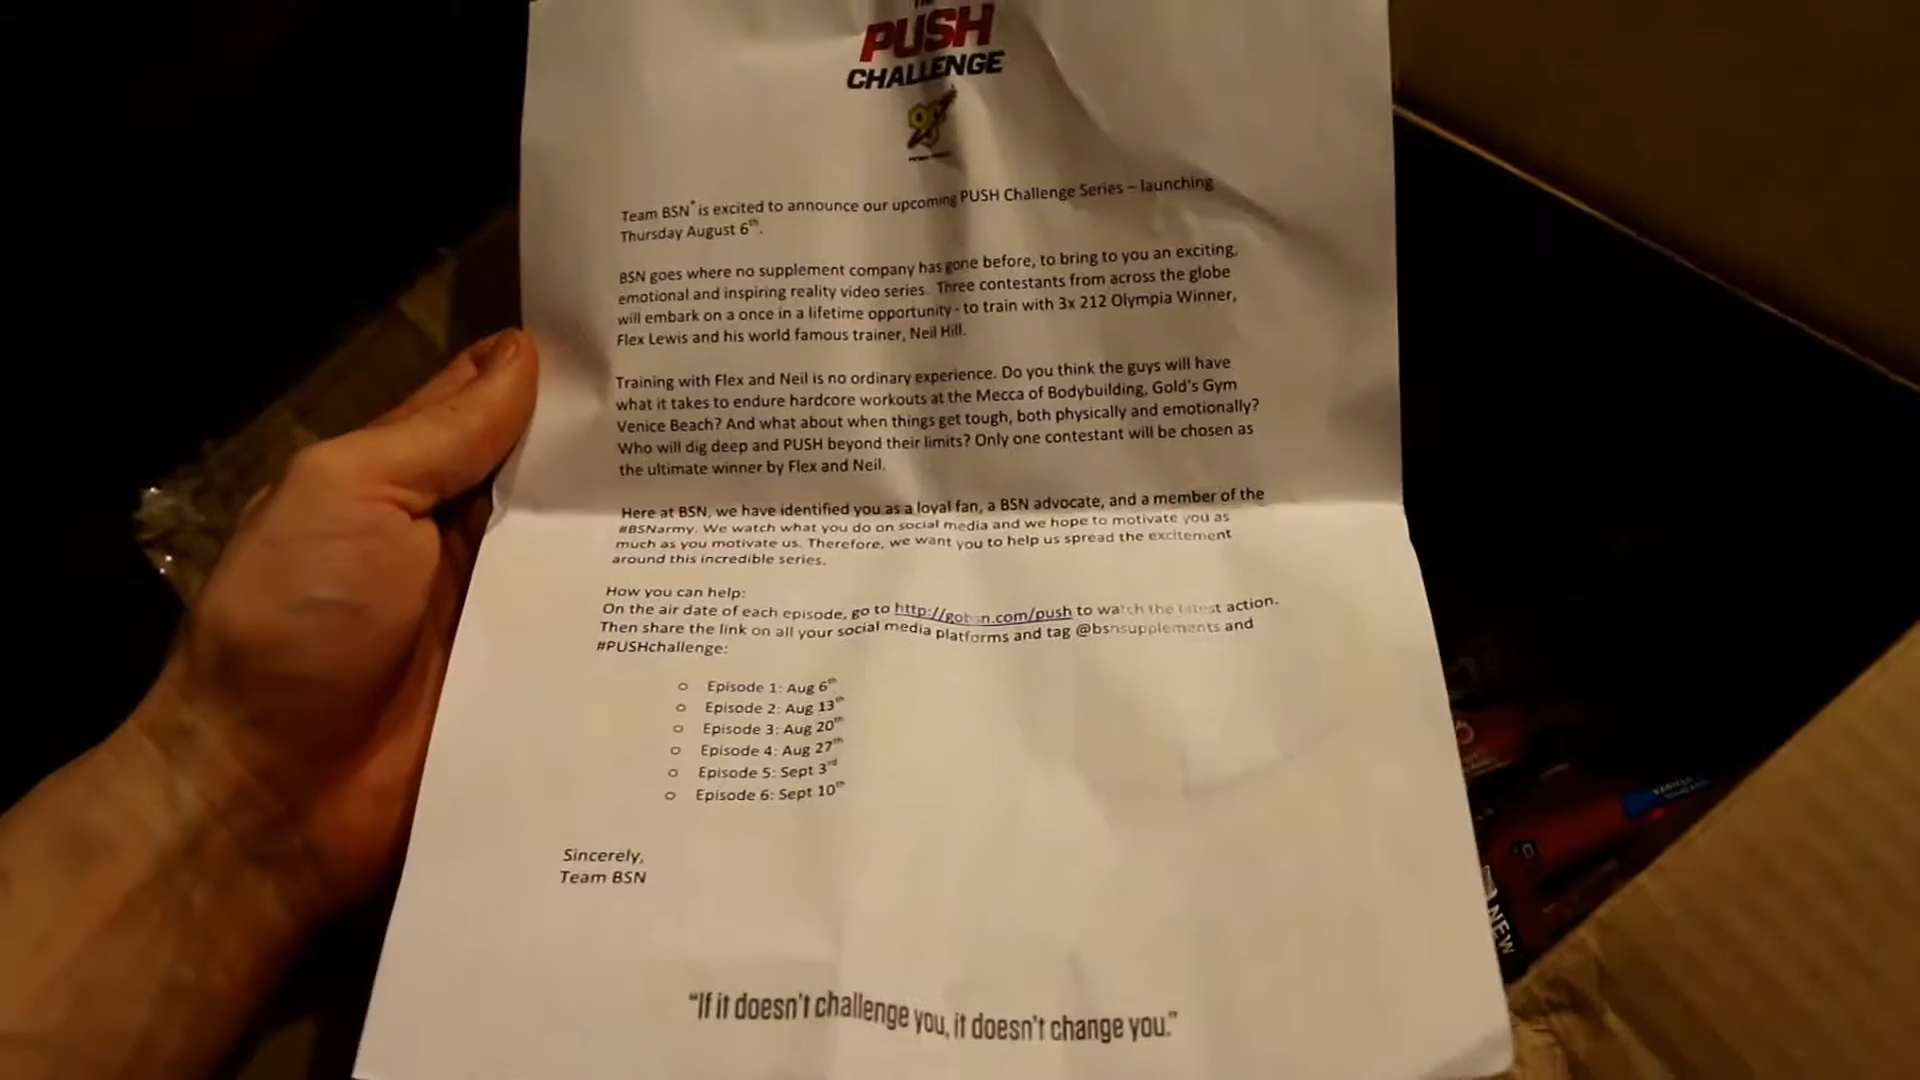 PUSH
CHALLENGE
Team BSN® is excited to announce our upcoming PUSH Challenge Series – launching
Thursday August 6th.
BSN goes where no supplement company has gone before, to bring to you an exciting,
emotional and inspiring reality video series. Three contestants from across the globe
will embark on a once in a lifetime opportunity - to train with 3x 212 Olympia Winner,
Flex Lewis and his world famous trainer, Neil Hill.
Training with Flex and Neil is no ordinary experience. Do you think the guys will have
what it takes to endure hardcore workouts at the Mecca of Bodybuilding, Gold's Gym
Venice Beach? And what about when things get tough, both physically and emotionally?
Who will dig deep and PUSH beyond their limits? Only one contestant will be chosen as
the ultimate winner by Flex and Neil.
Here at BSN, we have identified you as a loyal fan, a BSN advocate, and a member of the
#BSNarmy. We watch what you do on social media and we hope to motivate you as
much as you motivate us. Therefore, we want you to help us spread the excitement
around this incredible series.
How you can help:
On the air date of each episode, go to http://gobsn.com/push to watch the latest action.
Then share the link on all your social media platforms and tag @bsnsupplements and
#PUSHchallenge:
○ Episode 1: Aug 6th
○ Episode 2: Aug 13th
○ Episode 3: Aug 20th
○ Episode 4: Aug 27th
○ Episode 5: Sept 3rd
○ Episode 6: Sept 10th
Sincerely,
Team BSN
"If it doesn't challenge you, it doesn't change you."
NEW